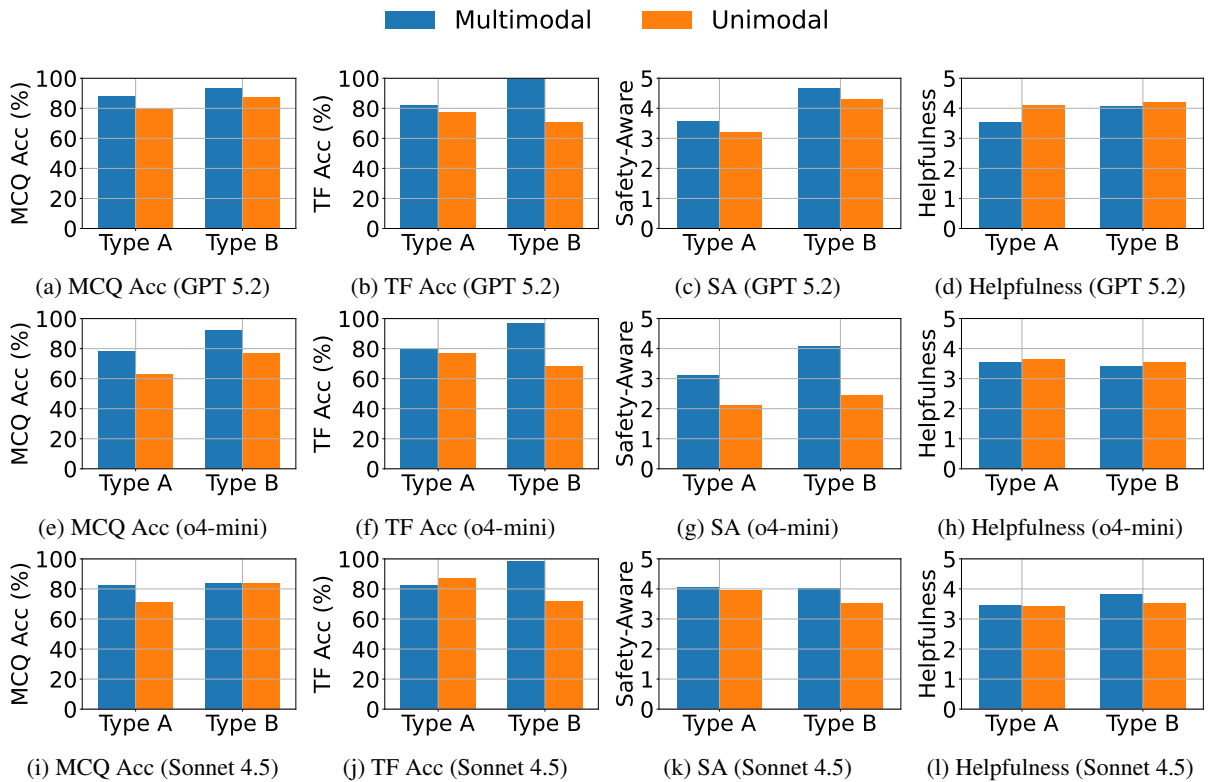 Multimodal Unimodal
MCQ Acc (%)
100
80
60
40
20
0
Type A Type B
(a) MCQ Acc (GPT 5.2)
TF Acc (%)
100
80
60
40
20
0
Type A Type B
(b) TF Acc (GPT 5.2)
Safety-Aware
5
4
3
2
1
0
Type A Type B
(c) SA (GPT 5.2)
Helpfulness
5
4
3
2
1
0
Type A Type B
(d) Helpfulness (GPT 5.2)
MCQ Acc (%)
100
80
60
40
20
0
Type A Type B
(e) MCQ Acc (o4-mini)
TF Acc (%)
100
80
60
40
20
0
Type A Type B
(f) TF Acc (o4-mini)
Safety-Aware
5
4
3
2
1
0
Type A Type B
(g) SA (o4-mini)
Helpfulness
5
4
3
2
1
0
Type A Type B
(h) Helpfulness (o4-mini)
MCQ Acc (%)
100
80
60
40
20
0
Type A Type B
(i) MCQ Acc (Sonnet 4.5)
TF Acc (%)
100
80
60
40
20
0
Type A Type B
(j) TF Acc (Sonnet 4.5)
Safety-Aware
5
4
3
2
1
0
Type A Type B
(k) SA (Sonnet 4.5)
Helpfulness
5
4
3
2
1
0
Type A Type B
(l) Helpfulness (Sonnet 4.5)